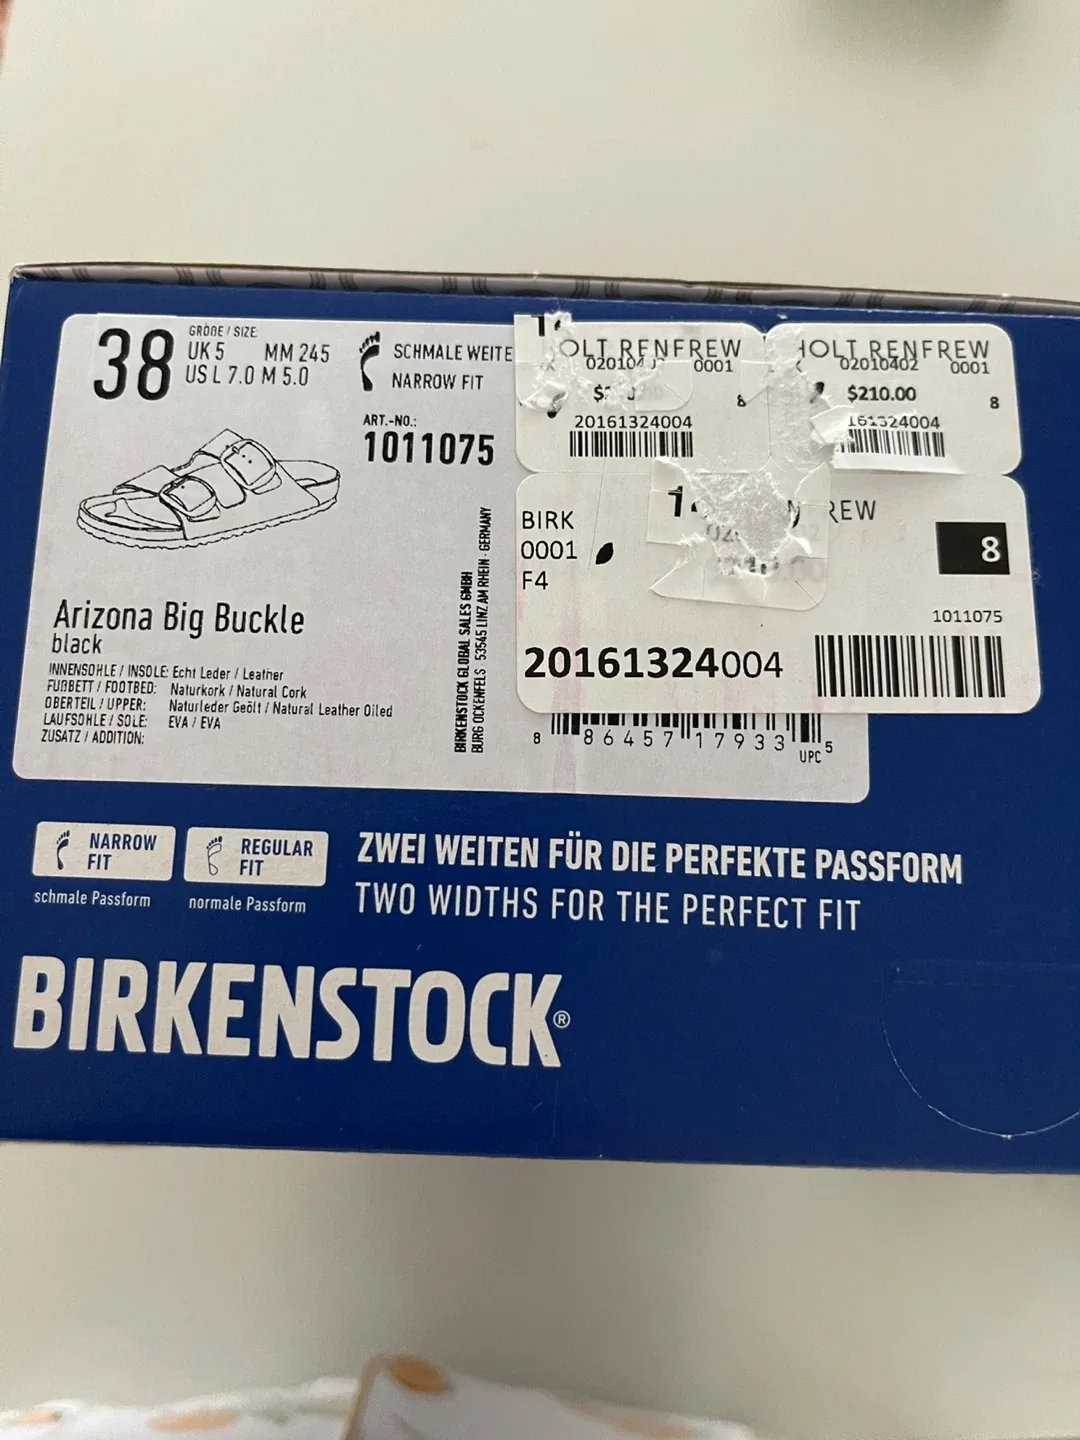 38
GRÖßE / SIZE:
UK 5 MM 245
US L 7.0 M 5.0
SCHMALE WEITE
NARROW FIT
ART.-NO.:
1011075
OLT RENFREW
0001
8
20161324004
HOLT RENFREW
02010402 0001
$210.00
8
161324004
BIRK
0001
F4
REW
8
1011075
20161324004
8 86457 17933 5
UPC
Arizona Big Buckle
black
INNENSOHLE / INSOLE: Echt Leder / Leather
FUßBETT / FOOTBED: Naturkork / Natural Cork
OBERTEIL / UPPER: Naturleder Geölt / Natural Leather Oiled
LAUFSOHLE / SOLE: EVA / EVA
ZUSATZ / ADDITION:
BIRKENSTOCK GLOBAL SALES GMBH
BURG OCKENFELS 53545 LINZ AM RHEIN · GERMANY
NARROW
FIT
schmale Passform
REGULAR
FIT
normale Passform
ZWEI WEITEN FÜR DIE PERFEKTE PASSFORM
TWO WIDTHS FOR THE PERFECT FIT
BIRKENSTOCK®